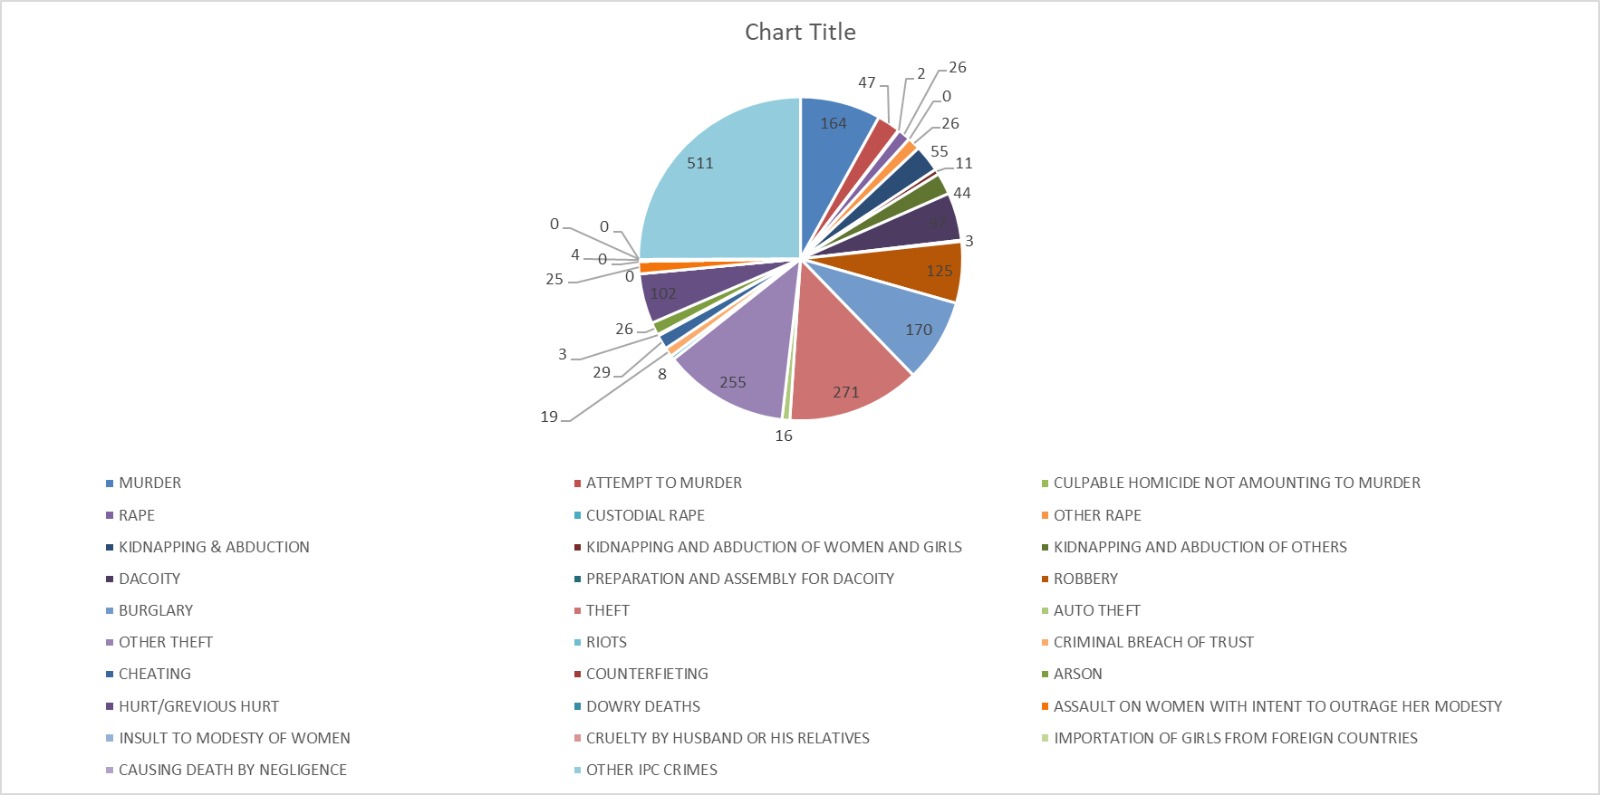 Chart Title
47
2
26
0
26
55
11
44
97
3
125
170
271
16
255
8
19
29
3
26
102
0
25
0
4
0
0
511
164
MURDER
ATTEMPT TO MURDER
CULPABLE HOMICIDE NOT AMOUNTING TO MURDER
RAPE
CUSTODIAL RAPE
OTHER RAPE
KIDNAPPING & ABDUCTION
KIDNAPPING AND ABDUCTION OF WOMEN AND GIRLS
KIDNAPPING AND ABDUCTION OF OTHERS
DACOITY
PREPARATION AND ASSEMBLY FOR DACOITY
ROBBERY
BURGLARY
THEFT
AUTO THEFT
OTHER THEFT
RIOTS
CRIMINAL BREACH OF TRUST
CHEATING
COUNTERFIETING
ARSON
HURT/GREVIOUS HURT
DOWRY DEATHS
ASSAULT ON WOMEN WITH INTENT TO OUTRAGE HER MODESTY
INSULT TO MODESTY OF WOMEN
CRUELTY BY HUSBAND OR HIS RELATIVES
IMPORTATION OF GIRLS FROM FOREIGN COUNTRIES
CAUSING DEATH BY NEGLIGENCE
OTHER IPC CRIMES